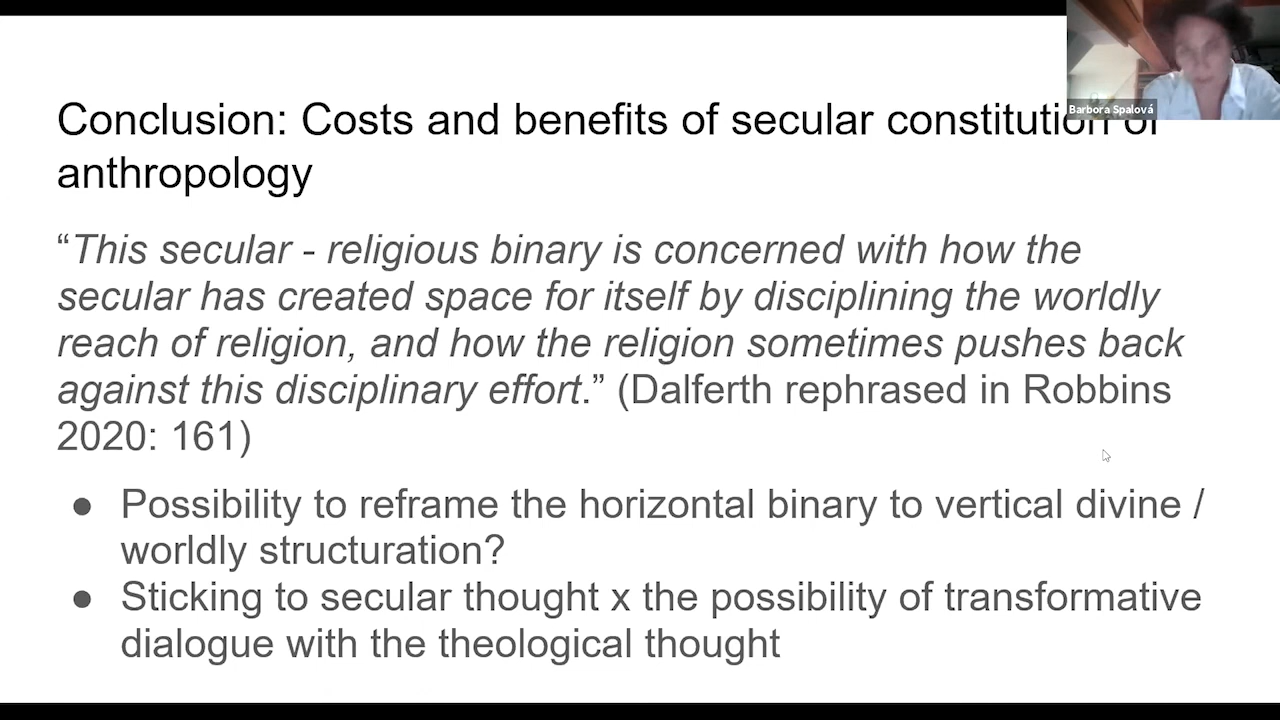 Conclusion: Costs and benefits of secular constitution of
anthropology
Barbora Spalová
“This secular - religious binary is concerned with how the
secular has created space for itself by disciplining the worldly
reach of religion, and how the religion sometimes pushes back
against this disciplinary effort.” (Dalferth rephrased in Robbins
2020: 161)
● Possibility to reframe the horizontal binary to vertical divine /
worldly structuration?
● Sticking to secular thought x the possibility of transformative
dialogue with the theological thought